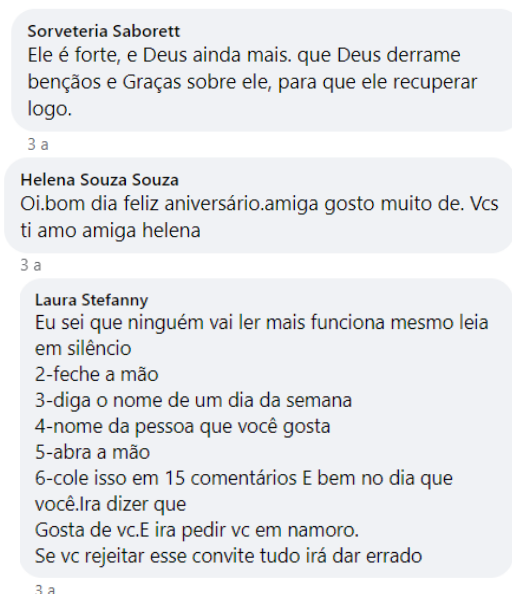 Sorveteria Saborett
Ele é forte, e Deus ainda mais. que Deus derrame
bençãos e Graças sobre ele, para que ele recuperar
logo.
3 a
Helena Souza Souza
Oi.bom dia feliz aniversário.amiga gosto muito de. Vcs
ti amo amiga helena
3 a
Laura Stefanny
Eu sei que ninguém vai ler mais funciona mesmo leia
em silêncio
2-feche a mão
3-diga o nome de um dia da semana
4-nome da pessoa que você gosta
5-abra a mão
6-cole isso em 15 comentários E bem no dia que
você.Ira dizer que
Gosta de vc.E ira pedir vc em namoro.
Se vc rejeitar esse convite tudo irá dar errado
3 a